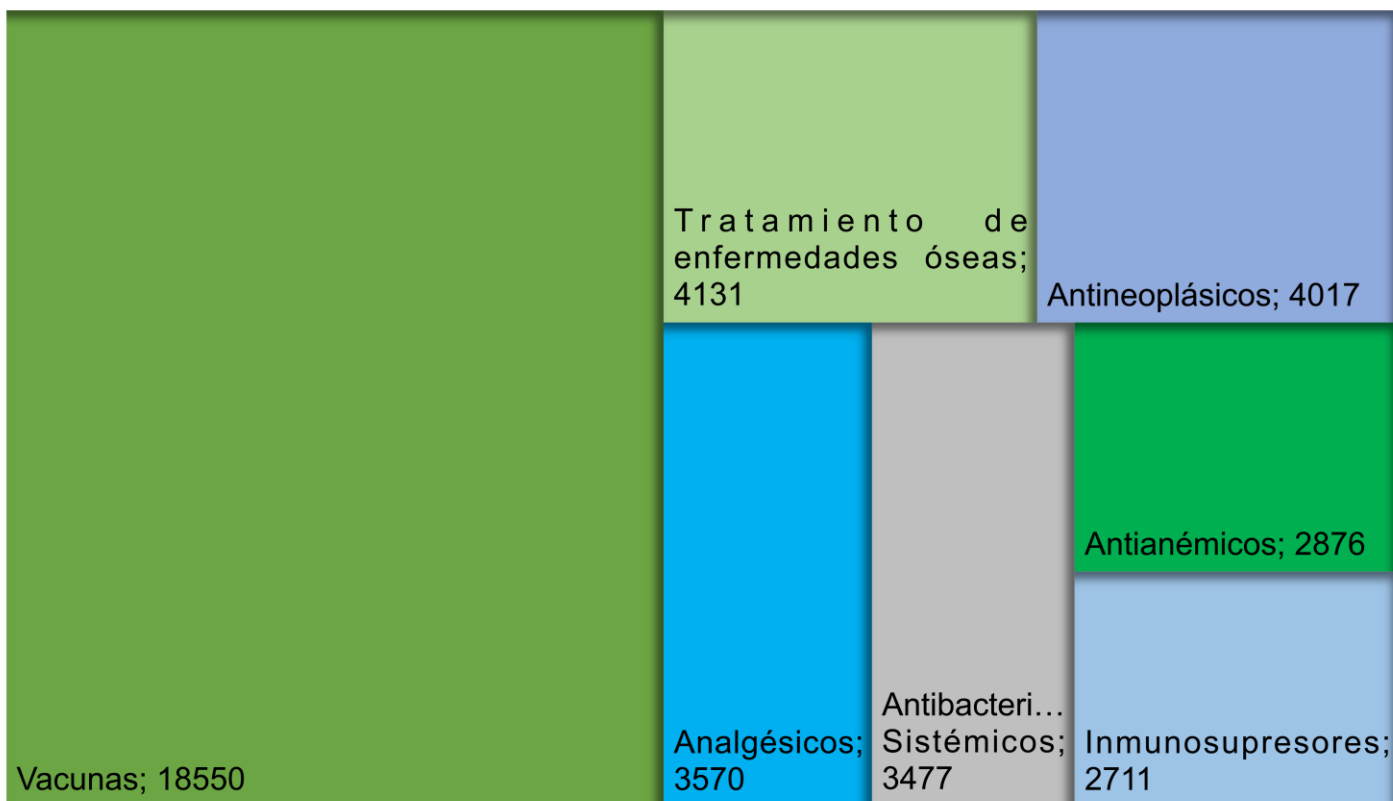 Tratamiento de
enfermedades óseas;
4131
Antineoplásicos; 4017
Antianémicos; 2876
Vacunas; 18550
Analgésicos;
3570
Antibacteri…
Sistémicos;
3477
Inmunosupresores;
2711